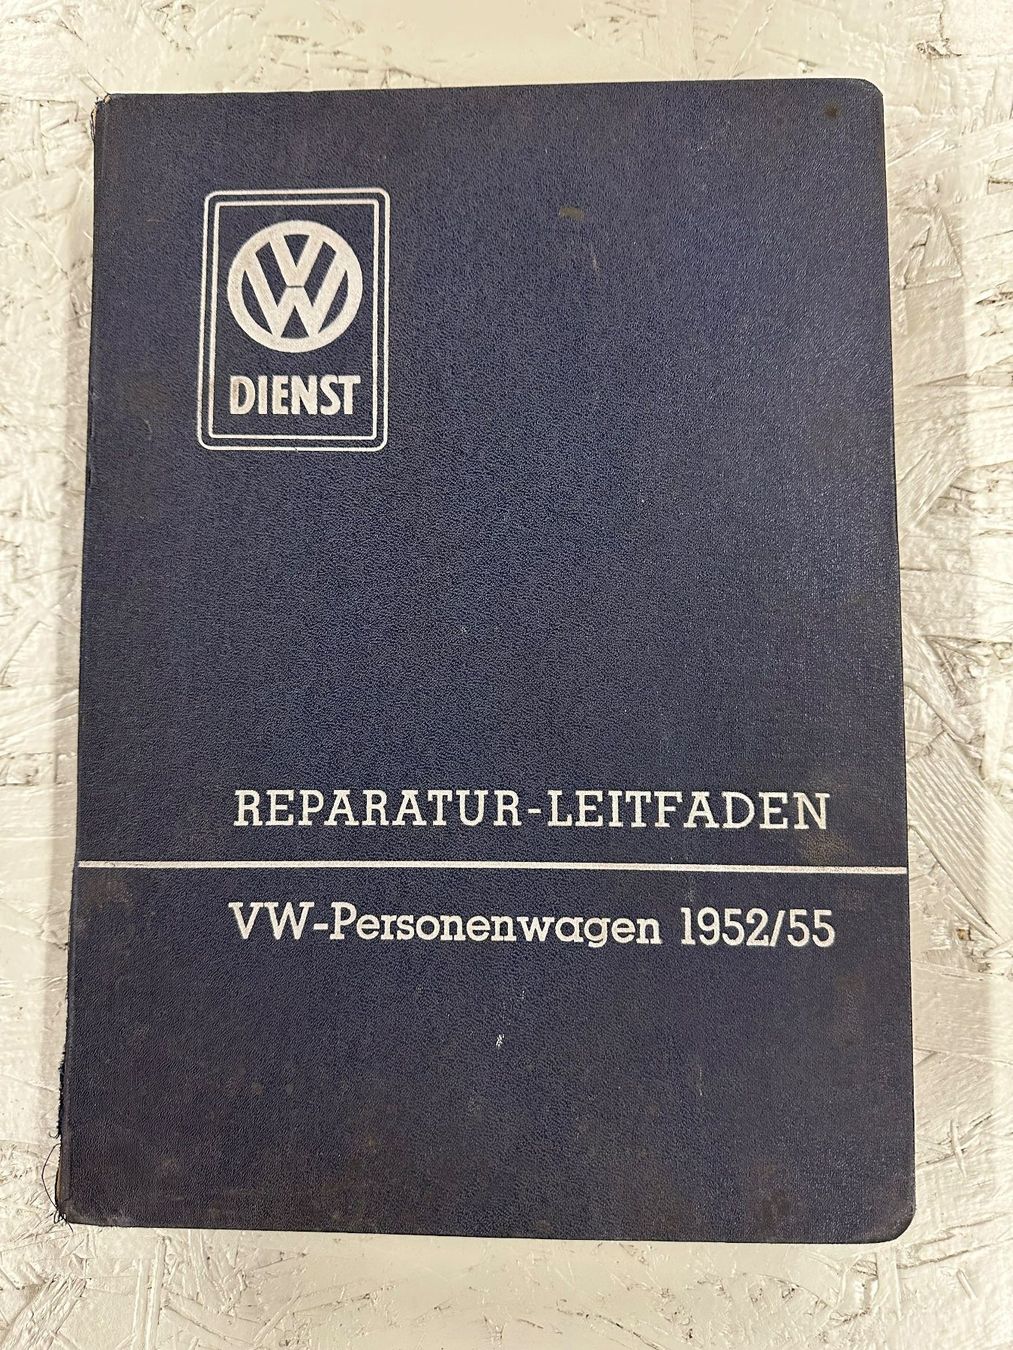 VW
DIENST
REPARATUR-LEITFADEN
VW-Personenwagen 1952/55